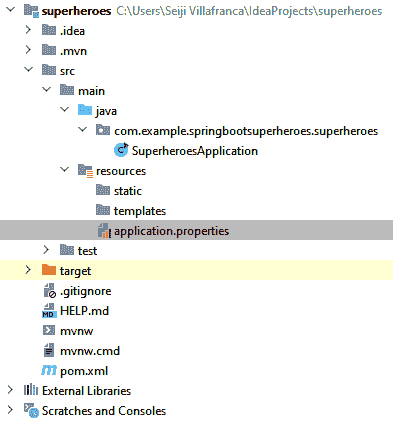 superheroes C:\Users\Seiji Villafranca\IdeaProjects\superheroes
.idea
.mvn
src
main
java
com.example.springbootsuperheroes.superheroes
SuperheroesApplication
resources
static
templates
application.properties
test
target
.gitignore
MD HELP.md
mvnw
mvnw.cmd
pom.xml
External Libraries
Scratches and Consoles